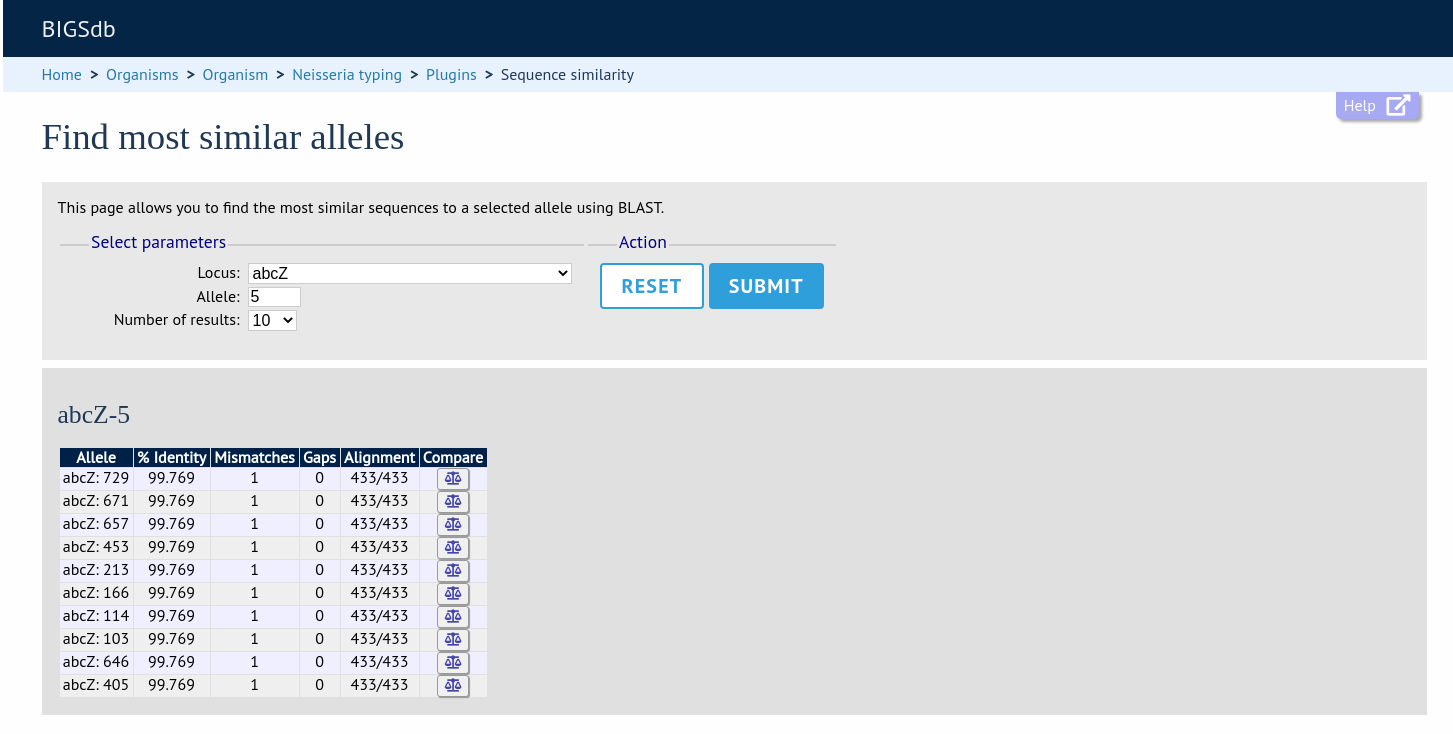 BIGSdb
Home > Organisms > Organism > Neisseria typing > Plugins > Sequence similarity
Help
Find most similar alleles
This page allows you to find the most similar sequences to a selected allele using BLAST.
Select parameters Action
Locus: abcZ
RESET SUBMIT
Allele: 5
Number of results: 10
abcZ-5
Allele % Identity Mismatches Gaps Alignment Compare
abcZ: 729 99.769 1 0 433/433
abcZ: 671 99.769 1 0 433/433
abcZ: 657 99.769 1 0 433/433
abcZ: 453 99.769 1 0 433/433
abcZ: 213 99.769 1 0 433/433
abcZ: 166 99.769 1 0 433/433
abcZ: 114 99.769 1 0 433/433
abcZ: 103 99.769 1 0 433/433
abcZ: 646 99.769 1 0 433/433
abcZ: 405 99.769 1 0 433/433